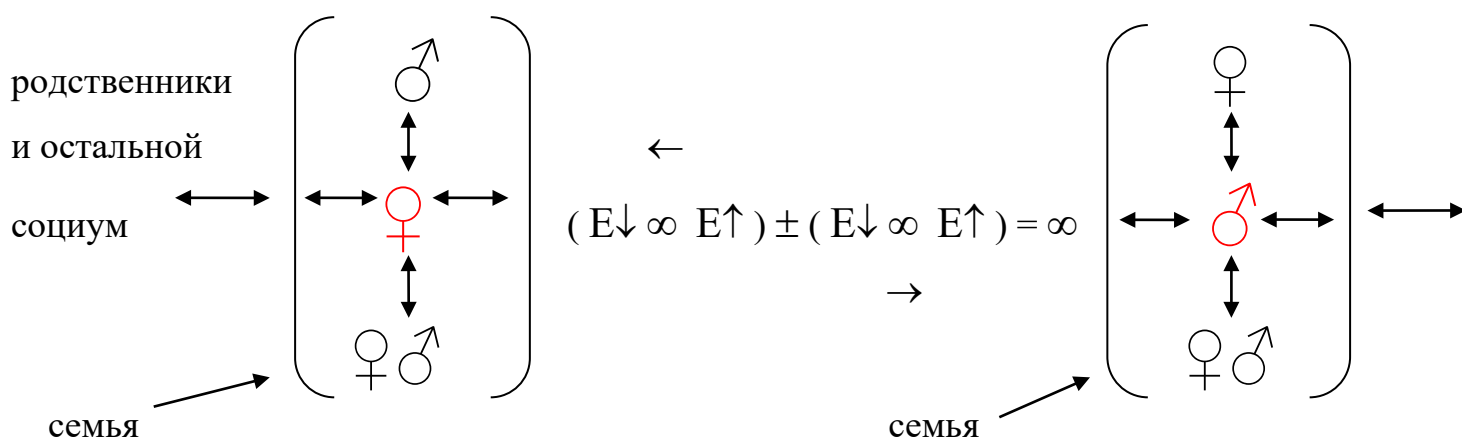 родственники
и остальной
социум
( E↓ ∞ E↑ ) ± ( E↓ ∞ E↑ ) = ∞
семья
семья